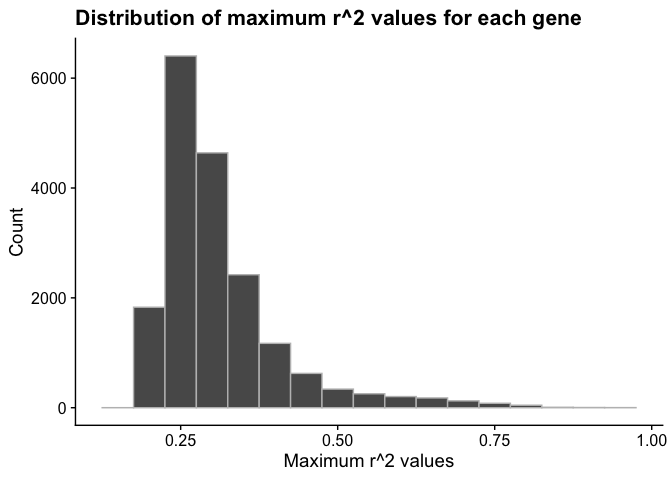 Distribution of maximum r^2 values for each gene
6000
4000
2000
0
Count
0.25 0.50 0.75 1.00
Maximum r^2 values